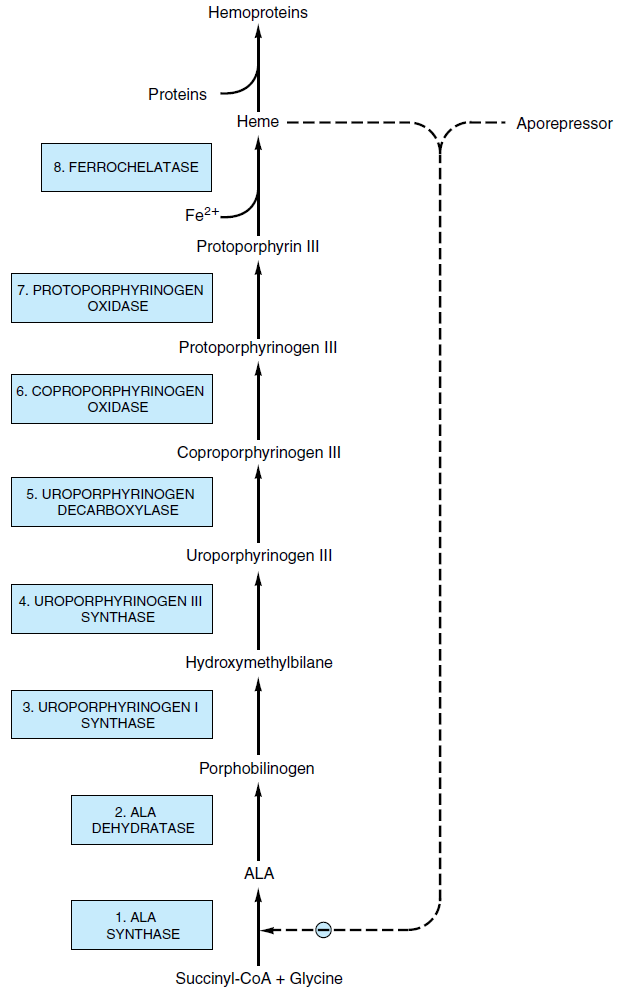 Hemoproteins
Proteins
Heme
Aporepressor
8. FERROCHELATASE
Fe2+
Protoporphyrin III
7. PROTOPORPHYRINOGEN
OXIDASE
Protoporphyrinogen III
6. COPROPORPHYRINOGEN
OXIDASE
Coproporphyrinogen III
5. UROPORPHYRINOGEN
DECARBOXYLASE
Uroporphyrinogen III
4. UROPORPHYRINOGEN III
SYNTHASE
Hydroxymethylbilane
3. UROPORPHYRINOGEN I
SYNTHASE
Porphobilinogen
2. ALA
DEHYDRATASE
ALA
1. ALA
SYNTHASE
−
Succinyl-CoA + Glycine